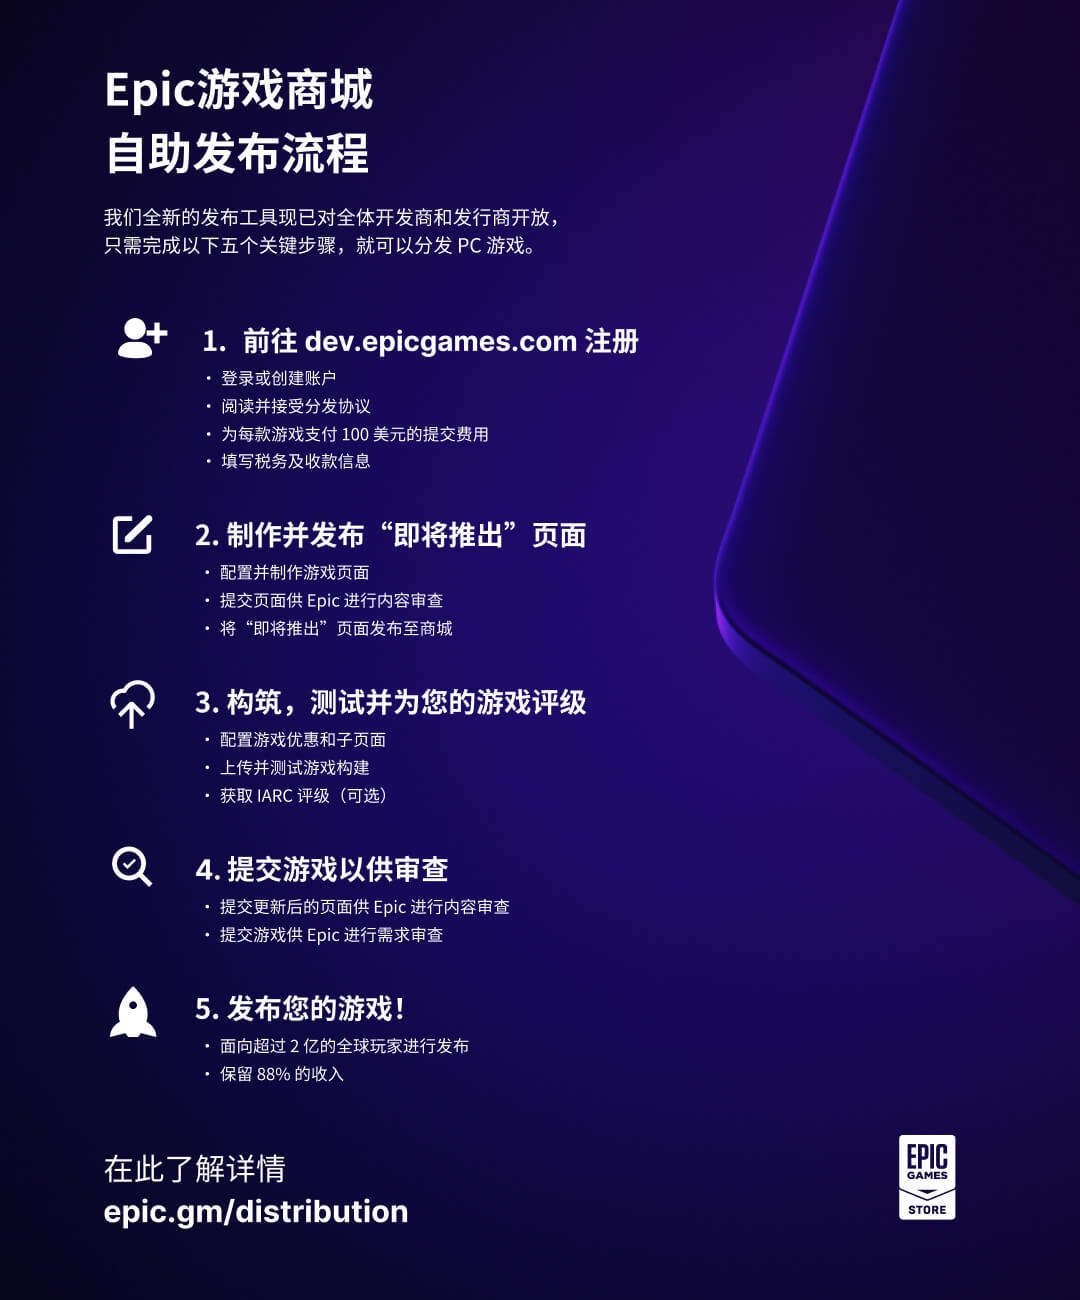 Epic游戏商城
自助发布流程
我们全新的发布工具现已对全体开发商和发行商开放，
只需完成以下五个关键步骤，就可以分发 PC 游戏。
1. 前往 dev.epicgames.com 注册
· 登录或创建账户
· 阅读并接受分发协议
· 为每款游戏支付 100 美元的提交费用
· 填写税务及收款信息
2. 制作并发布“即将推出”页面
· 配置并制作游戏页面
· 提交页面供 Epic 进行内容审查
· 将“即将推出”页面发布至商城
3. 构筑，测试并为您的游戏评级
· 配置游戏优惠和子页面
· 上传并测试游戏构建
· 获取 IARC 评级（可选）
4. 提交游戏以供审查
· 提交更新后的页面供 Epic 进行内容审查
· 提交游戏供 Epic 进行需求审查
5. 发布您的游戏！
· 面向超过 2 亿的全球玩家进行发布
· 保留 88% 的收入
在此了解详情
epic.gm/distribution
EPIC
GAMES
STORE